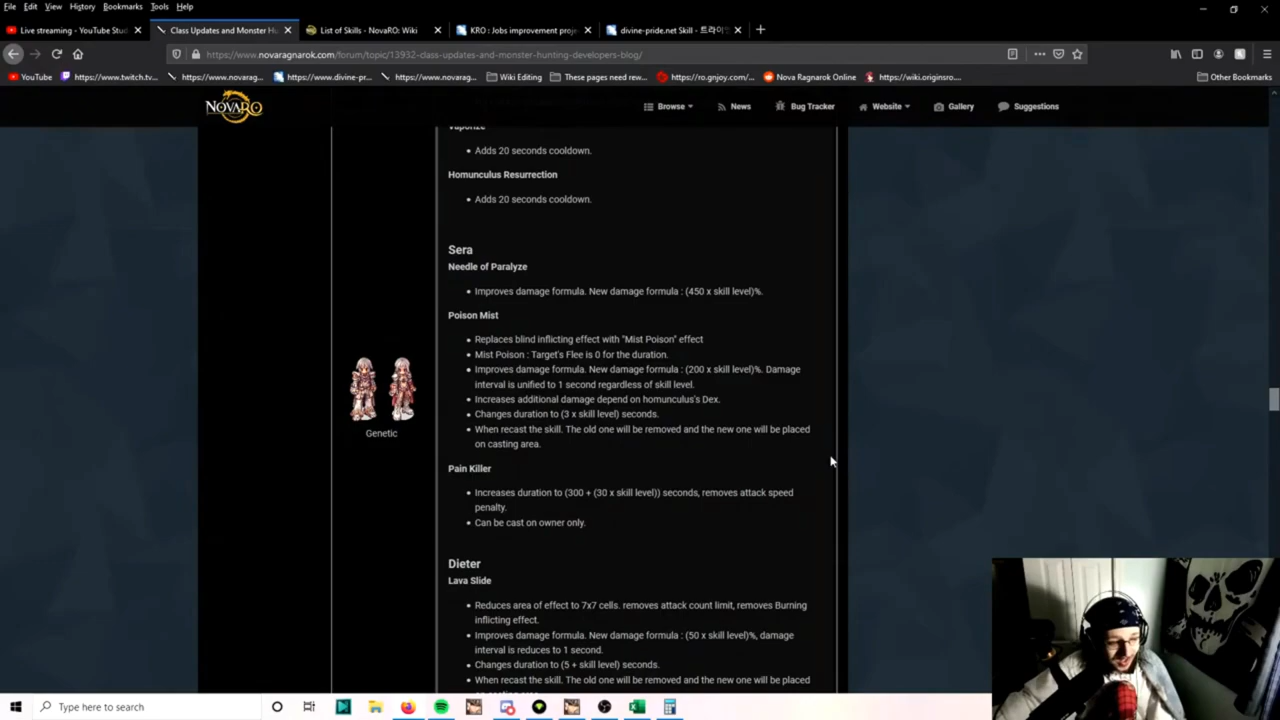 File Edit View History Bookmarks Tools Help
Live streaming - YouTube Stud
Class Updates and Monster Hu
List of Skills - NovaRO: Wiki
KRO : Jobs improvement proj
divine-pride.net Skill - 트라이
https://www.novaragnarok.com/forum/topic/13932-class-updates-and-monster-hunting-developers-blog/
YouTube https://www.twitch.tv... https://www.novarag... https://www.divine-pr... https://www.novarag... Wiki Editing These pages need rew... https://ro.gnjoy.com/... Nova Ragnarok Online https://wiki.originsro.... Other Bookmarks
NOVARO
Browse News Bug Tracker Website Gallery Suggestions
Vaporize
• Adds 20 seconds cooldown.
Homunculus Resurrection
• Adds 20 seconds cooldown.
Sera
Needle of Paralyze
• Improves damage formula. New damage formula : (450 x skill level)%.
Poison Mist
• Replaces blind inflicting effect with "Mist Poison" effect
• Mist Poison : Target's Flee is 0 for the duration.
• Improves damage formula. New damage formula : (200 x skill level)%. Damage
interval is unified to 1 second regardless of skill level.
• Increases additional damage depend on homunculus's Dex.
• Changes duration to (3 x skill level) seconds.
• When recast the skill. The old one will be removed and the new one will be placed
on casting area.
Genetic
Pain Killer
• Increases duration to (300 + (30 x skill level)) seconds, removes attack speed
penalty.
• Can be cast on owner only.
Dieter
Lava Slide
• Reduces area of effect to 7x7 cells. removes attack count limit, removes Burning
inflicting effect.
• Improves damage formula. New damage formula : (50 x skill level)%, damage
interval is reduces to 1 second.
• Changes duration to (5 + skill level) seconds.
• When recast the skill. The old one will be removed and the new one will be placed
on casting area.
Type here to search